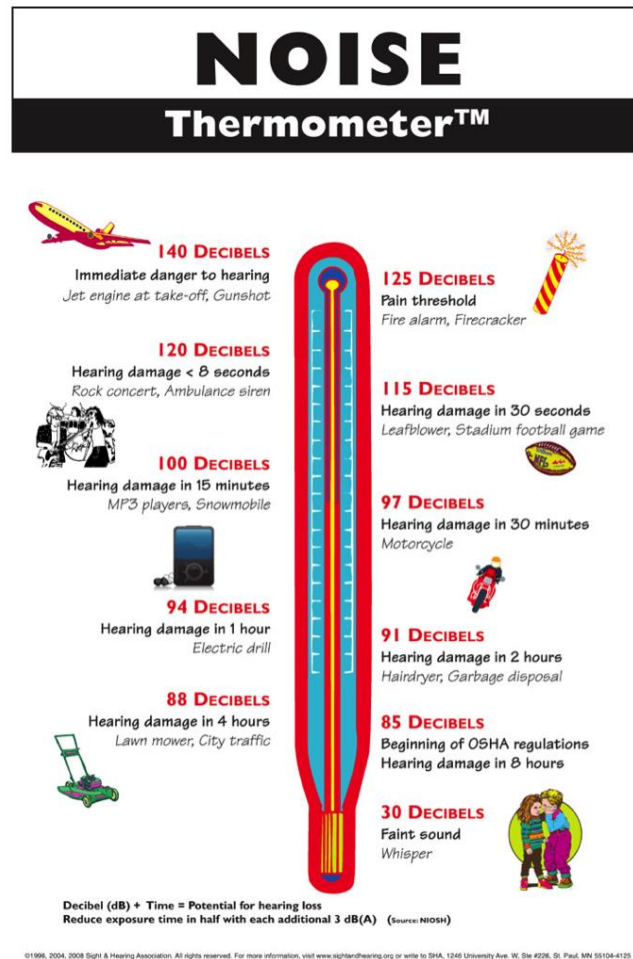 NOISE
Thermometer™
140 DECIBELS
Immediate danger to hearing
Jet engine at take-off, Gunshot
125 DECIBELS
Pain threshold
Fire alarm, Firecracker
120 DECIBELS
Hearing damage < 8 seconds
Rock concert, Ambulance siren
115 DECIBELS
Hearing damage in 30 seconds
Leafblower, Stadium football game
100 DECIBELS
Hearing damage in 15 minutes
MP3 players, Snowmobile
97 DECIBELS
Hearing damage in 30 minutes
Motorcycle
94 DECIBELS
Hearing damage in 1 hour
Electric drill
91 DECIBELS
Hearing damage in 2 hours
Hairdryer, Garbage disposal
88 DECIBELS
Hearing damage in 4 hours
Lawn mower, City traffic
85 DECIBELS
Beginning of OSHA regulations
Hearing damage in 8 hours
30 DECIBELS
Faint sound
Whisper
Decibel (dB) + Time = Potential for hearing loss
Reduce exposure time in half with each additional 3 dB(A) (Source: NIOSH)
©1996, 2004, 2008 Sight & Hearing Association. All rights reserved. For more information, visit www.sightandhearing.org or write to SHA, 1246 University Ave. W, Ste #226, St. Paul, MN 55104-4125